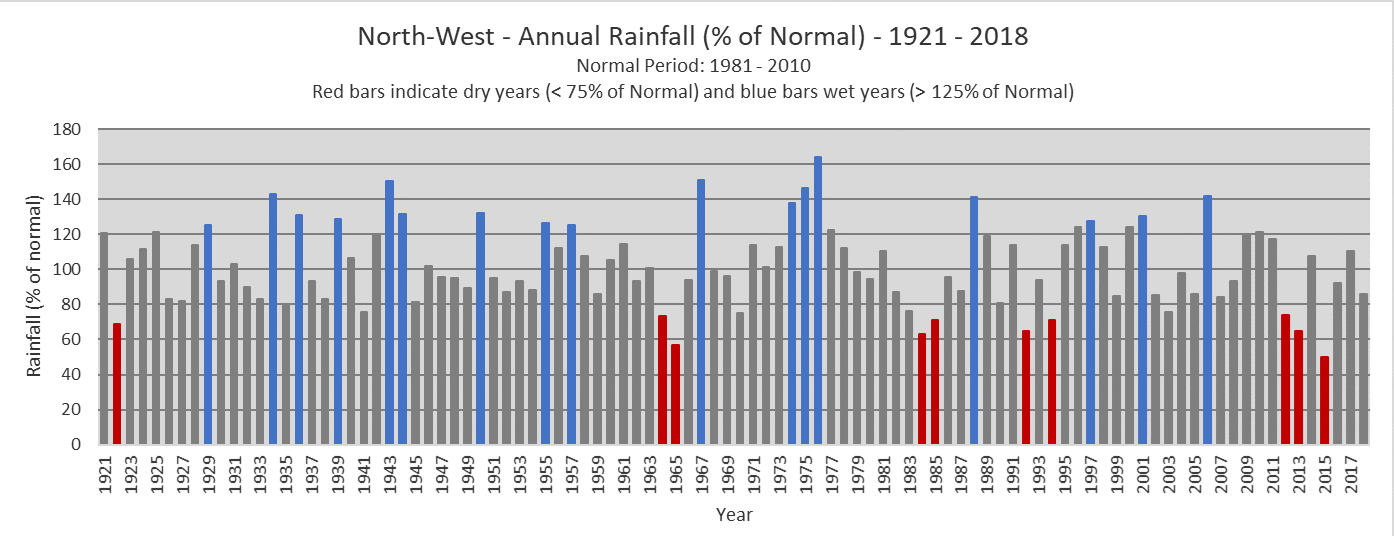 North-West - Annual Rainfall (% of Normal) - 1921 - 2018
Normal Period: 1981 - 2010
Red bars indicate dry years (< 75% of Normal) and blue bars wet years (> 125% of Normal)
180
160
140
120
100
80
60
40
20
0
Rainfall (% of normal)
1921 1923 1925 1927 1929 1931 1933 1935 1937 1939 1941 1943 1945 1947 1949 1951 1953 1955 1957 1959 1961 1963 1965 1967 1969 1971 1973 1975 1977 1979 1981 1983 1985 1987 1989 1991 1993 1995 1997 1999 2001 2003 2005 2007 2009 2011 2013 2015 2017
Year